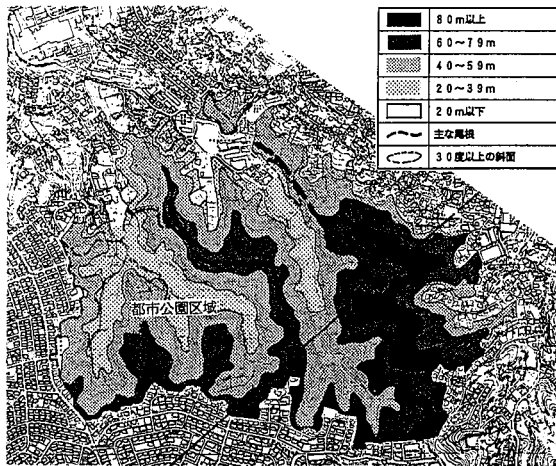 80m以上
60～79m
40～59m
20～39m
20m以下
主な尾根
30度以上の斜面
都市公園区域